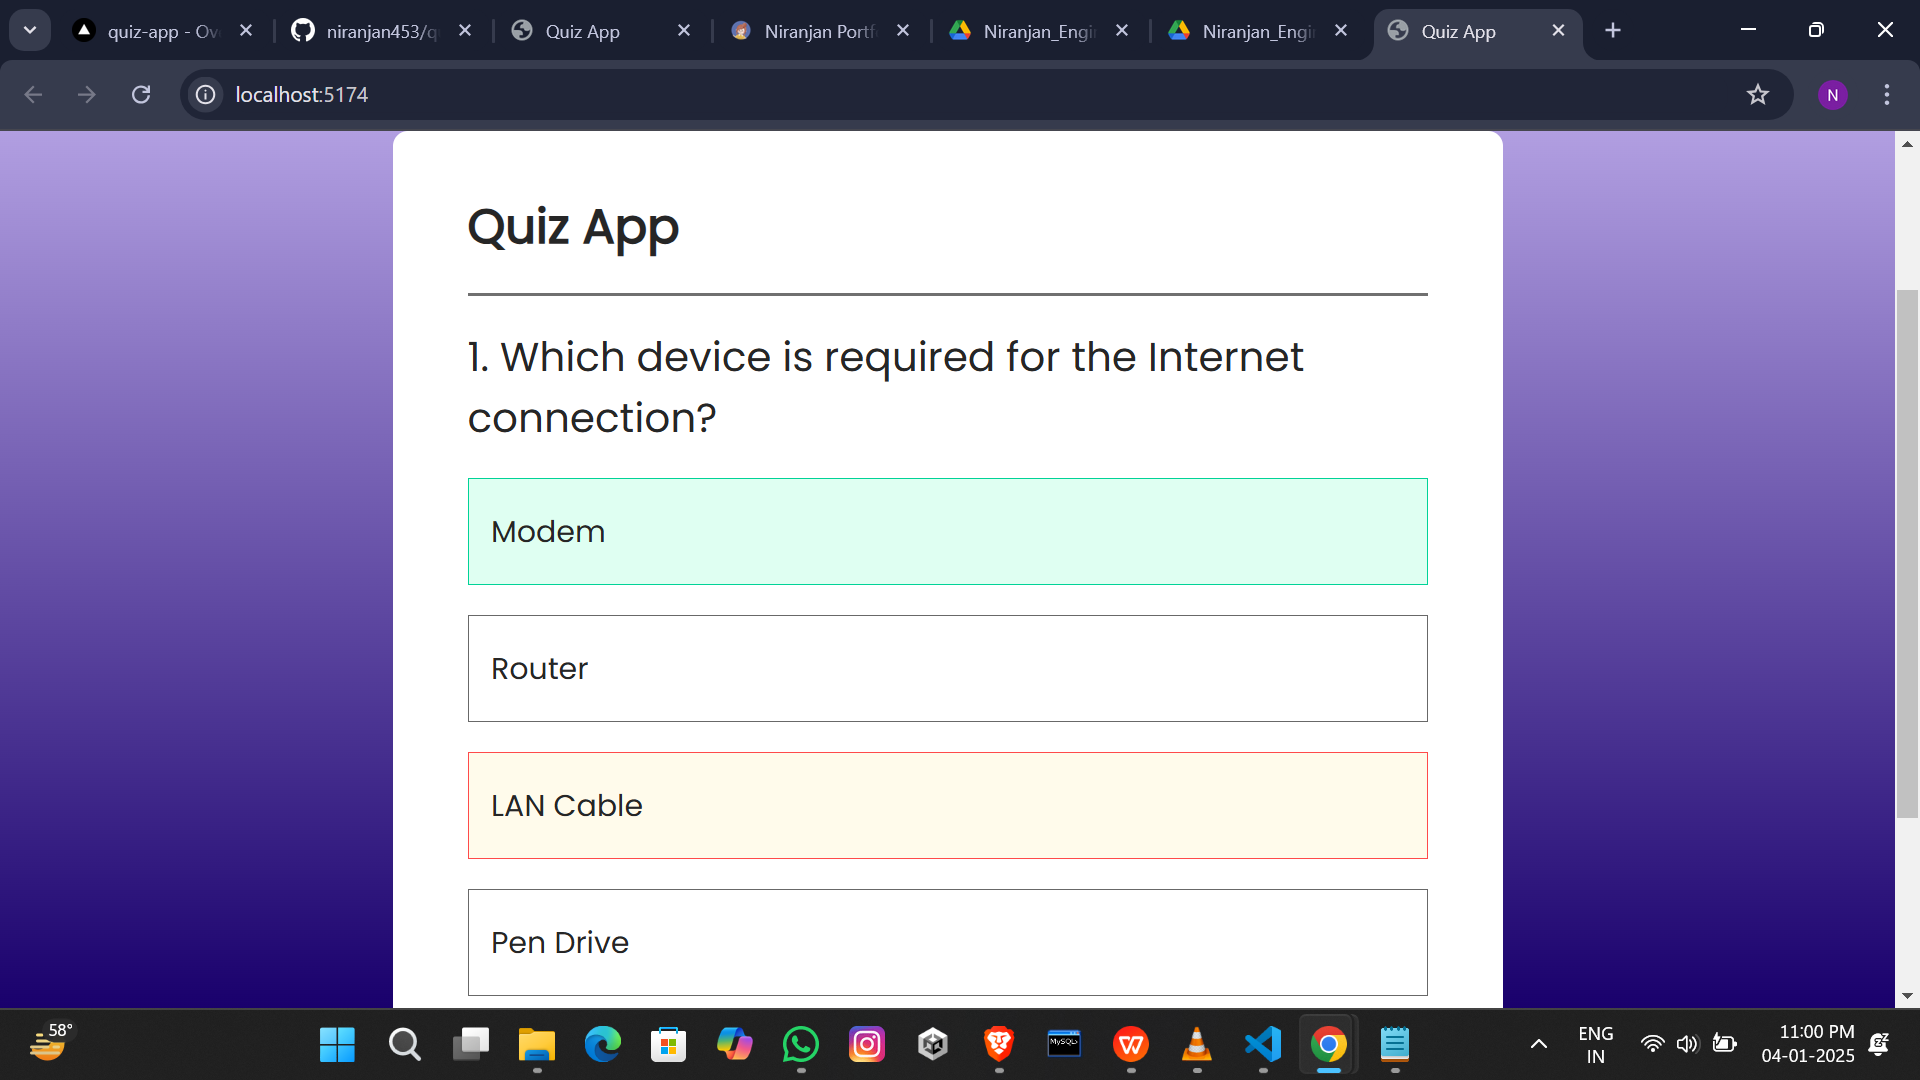 quiz-app - Ov
niranjan453/q
Quiz App
Niranjan Portf
Niranjan_Engi
Niranjan_Engi
Quiz App
localhost:5174
N
Quiz App
1. Which device is required for the Internet
connection?
Modem
Router
LAN Cable
Pen Drive
58°
MySQL
W
ENG
IN
11:00 PM
04-01-2025